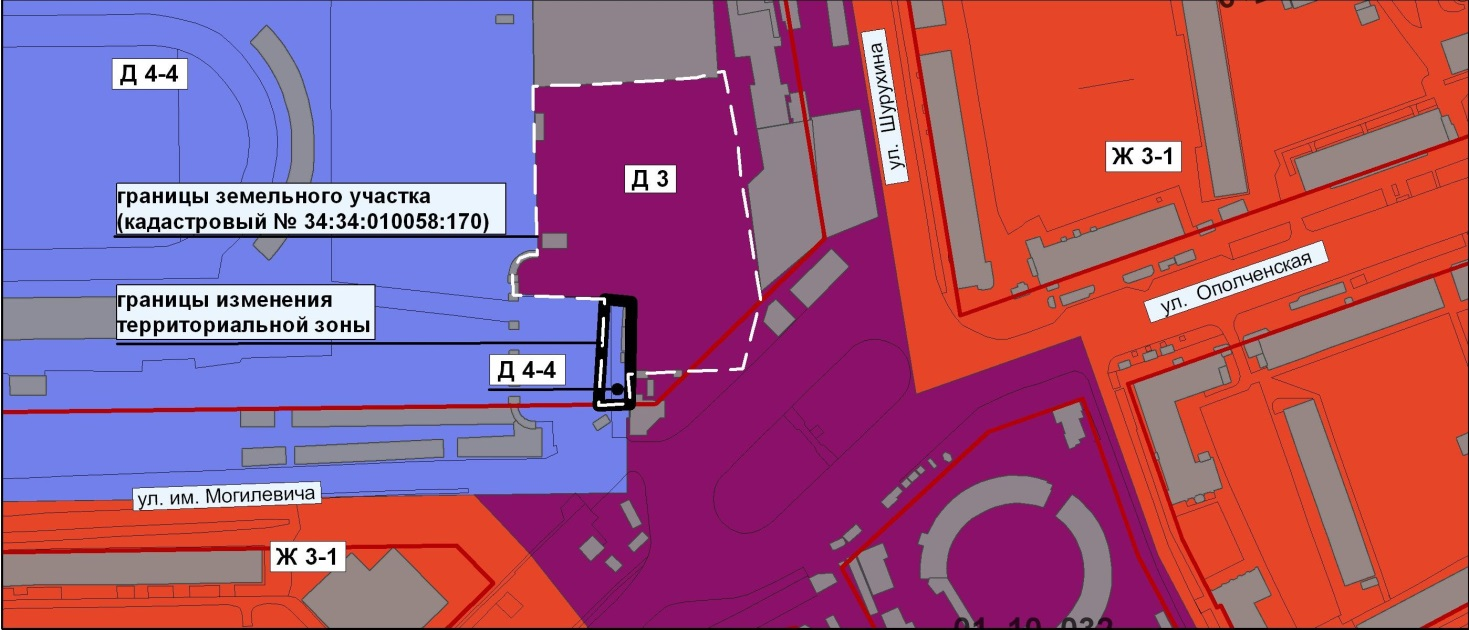 Д 4-4
ул. Шурухина
Ж 3-1
Д 3
границы земельного участка
(кадастровый № 34:34:010058:170)
ул. Ополченская
границы изменения
территориальной зоны
Д 4-4
ул. им. Могилевича
Ж 3-1